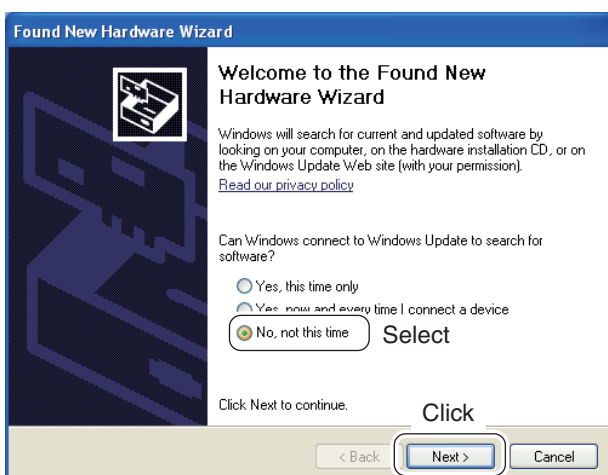 Found New Hardware Wizard
Welcome to the Found New
Hardware Wizard
Windows will search for current and updated software by
looking on your computer, on the hardware installation CD, or on
the Windows Update Web site (with your permission).
Read our privacy policy
Can Windows connect to Windows Update to search for
software?
Yes, this time only
Yes, now and every time I connect a device
No, not this time
Select
Click Next to continue.
Click
< Back
Next >
Cancel